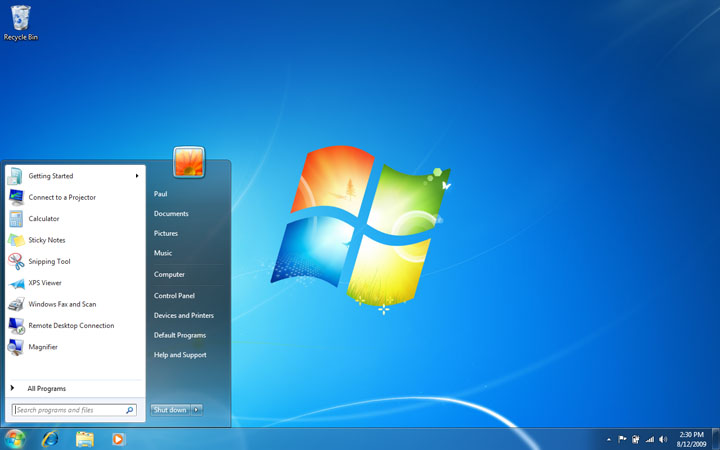 Recycle Bin
Getting Started
Connect to a Projector
Calculator
Sticky Notes
Snipping Tool
XPS Viewer
Windows Fax and Scan
Remote Desktop Connection
Magnifier
All Programs
Search programs and files
Paul
Documents
Pictures
Music
Computer
Control Panel
Devices and Printers
Default Programs
Help and Support
Shut down
2:30 PM
8/12/2009